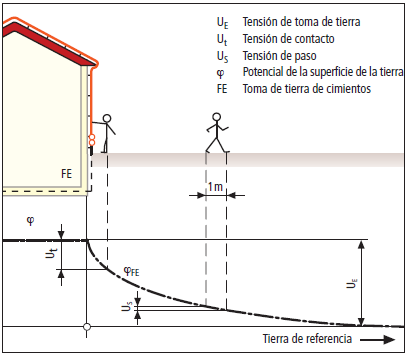 UE Tensión de toma de tierra
Ut Tensión de contacto
US Tensión de paso
φ Potencial de la superficie de la tierra
FE Toma de tierra de cimientos
FE
1m
φ
Ut
φFE
UE
US
Tierra de referencia